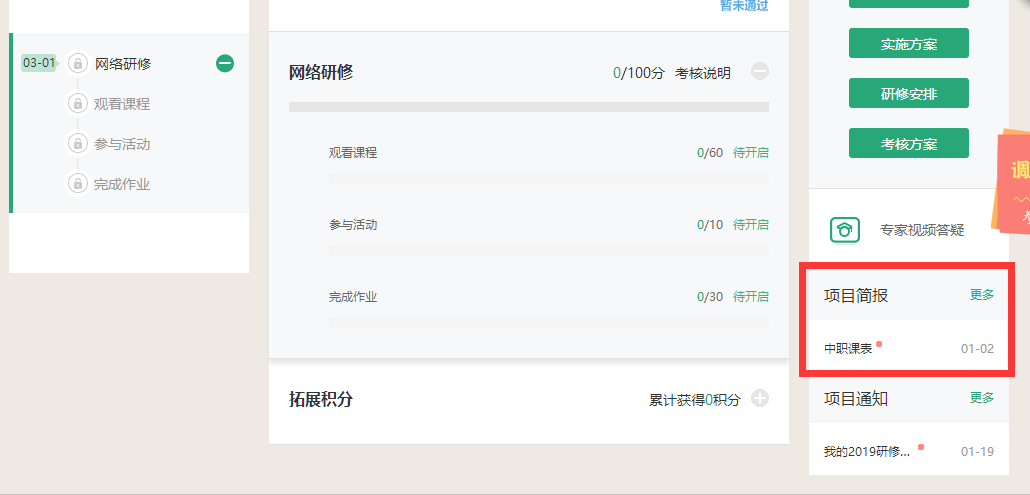 03-01 网络研修
观看课程
参与活动
完成作业
暂未通过
网络研修 0/100分 考核说明
观看课程 0/60 待开启
参与活动 0/10 待开启
完成作业 0/30 待开启
拓展积分 累计获得0积分
实施方案
研修安排
考核方案
调
专家视频答疑
项目简报 更多
中职课表 01-02
项目通知 更多
我的2019研修... 01-19